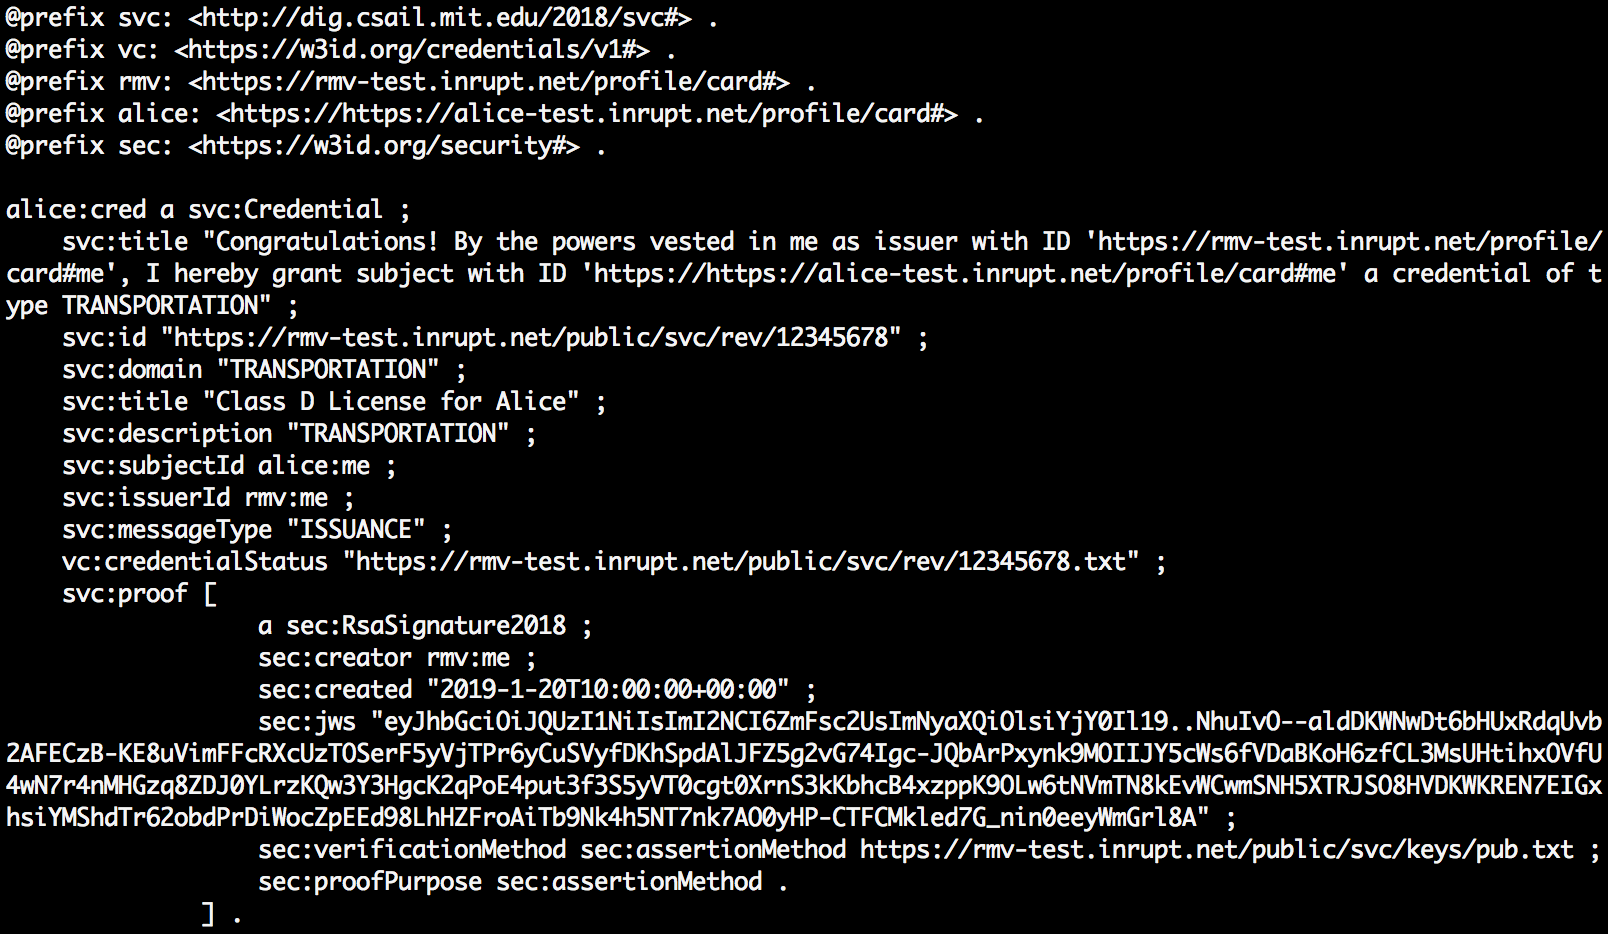 @prefix svc: <http://dig.csail.mit.edu/2018/svc#> .
@prefix vc: <https://w3id.org/credentials/v1#> .
@prefix rmv: <https://rmv-test.inrupt.net/profile/card#> .
@prefix alice: <https://https://alice-test.inrupt.net/profile/card#> .
@prefix sec: <https://w3id.org/security#> .

alice:cred a svc:Credential ;
    svc:title "Congratulations! By the powers vested in me as issuer with ID 'https://rmv-test.inrupt.net/profile/
card#me', I hereby grant subject with ID 'https://https://alice-test.inrupt.net/profile/card#me' a credential of t
ype TRANSPORTATION" ;
    svc:id "https://rmv-test.inrupt.net/public/svc/rev/12345678" ;
    svc:domain "TRANSPORTATION" ;
    svc:title "Class D License for Alice" ;
    svc:description "TRANSPORTATION" ;
    svc:subjectId alice:me ;
    svc:issuerId rmv:me ;
    svc:messageType "ISSUANCE" ;
    vc:credentialStatus "https://rmv-test.inrupt.net/public/svc/rev/12345678.txt" ;
    svc:proof [
                  a sec:RsaSignature2018 ;
                  sec:creator rmv:me ;
                  sec:created "2019-1-20T10:00:00+00:00" ;
                  sec:jws "eyJhbGciOiJQUzI1NiIsImI2NCI6ZmFsc2UsImNyaXQiOlsiYjY0Il19..NhuIvO--aldDKWNwDt6bHUxRdqUvb
2AFECzB-KE8uVimFFcRXcUzTOSerF5yVjTPr6yCuSVyfDKhSpdAlJFZ5g2vG74Igc-JQbArPxynk9MOIIJY5cWs6fVDaBKoH6zfCL3MsUHtihxOVfU
4wN7r4nMHGzq8ZDJ0YLrzKQw3Y3HgcK2qPoE4put3f3S5yVT0cgt0XrnS3kKbhcB4xzppK9OLw6tNVmTN8kEvWCwmSNH5XTRJSO8HVDKWKREN7EIGx
hsiYMShdTr62obdPrDiWocZpEEd98LhHZFroAiTb9Nk4h5NT7nk7AO0yHP-CTFCMkled7G_nin0eeyWmGrl8A" ;
                  sec:verificationMethod sec:assertionMethod https://rmv-test.inrupt.net/public/svc/keys/pub.txt ;
                  sec:proofPurpose sec:assertionMethod .
              ] .